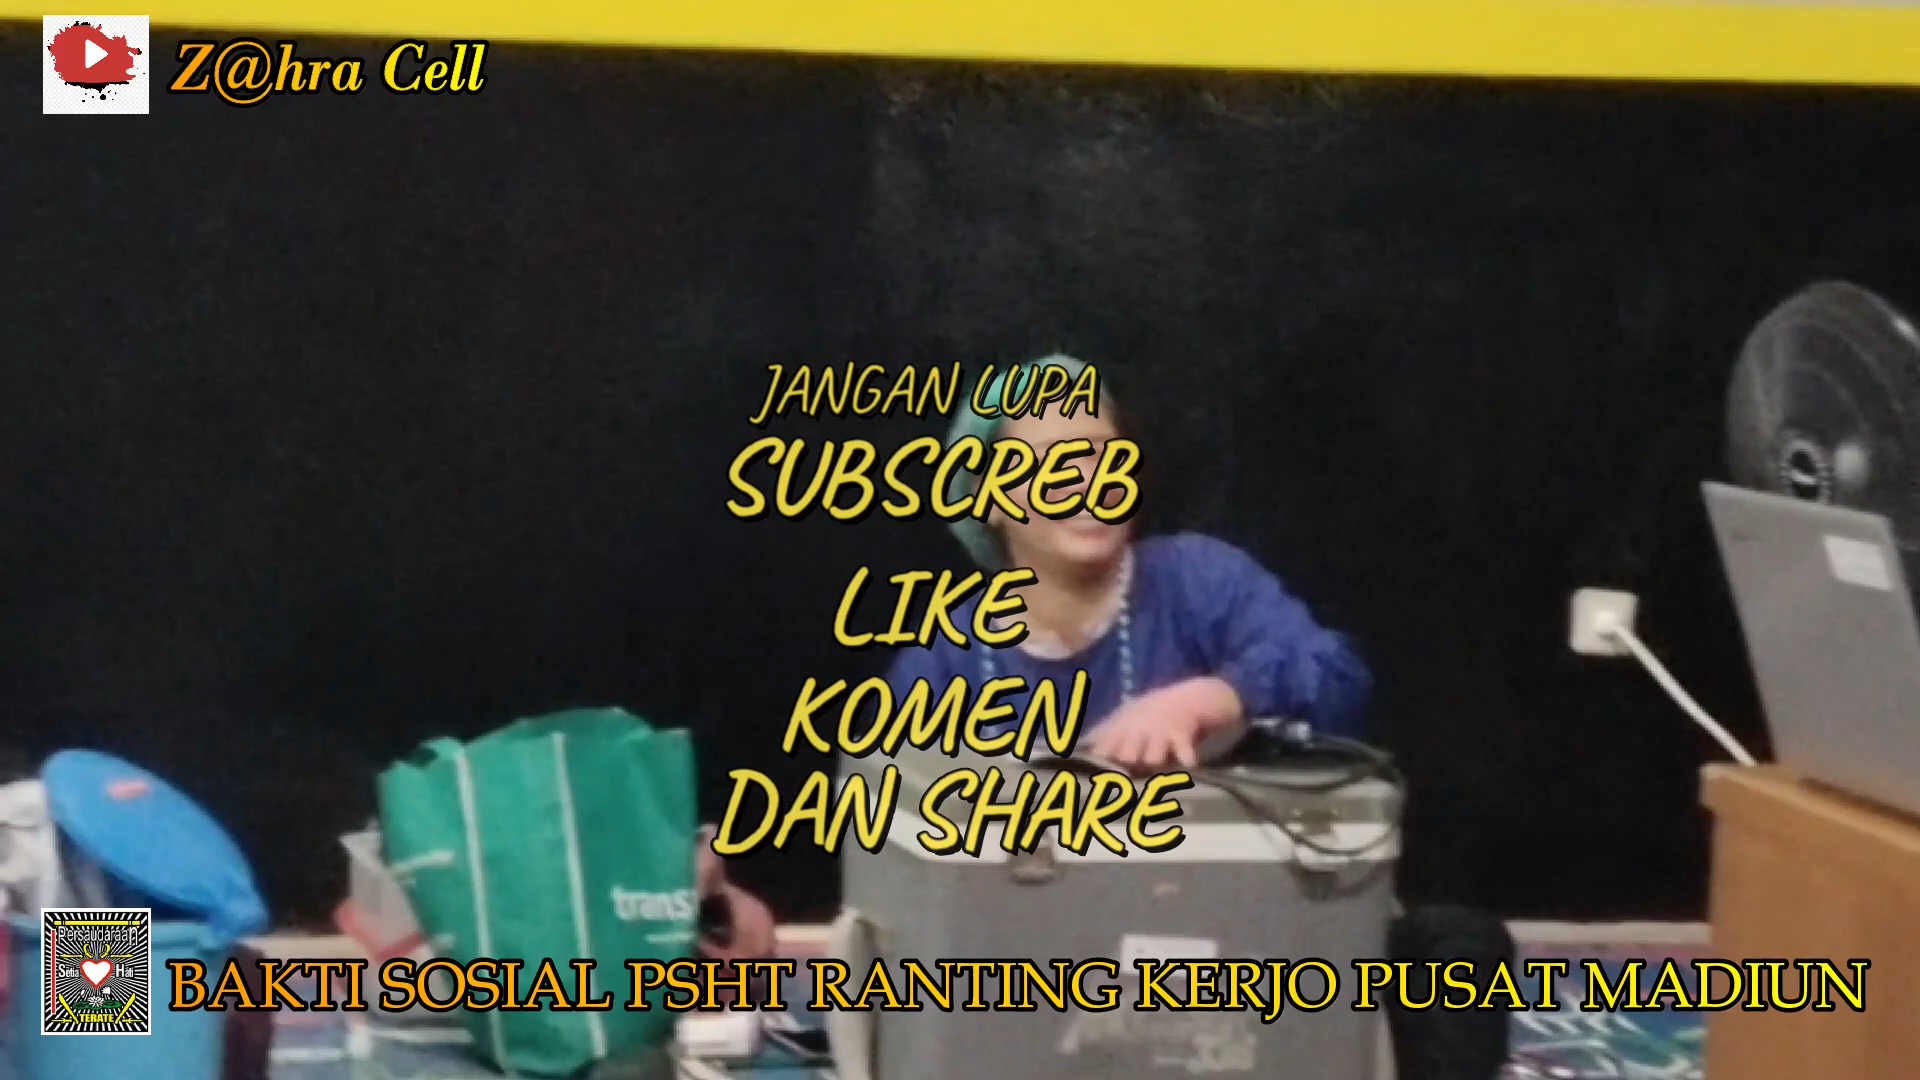 Z@hra Cell
JANGAN LUPA
SUBSCREB
LIKE
KOMEN
DAN SHARE
trans
Persaudaraan
Setia Hati
TERATE
BAKTI SOSIAL PSHT RANTING KERJO PUSAT MADIUN